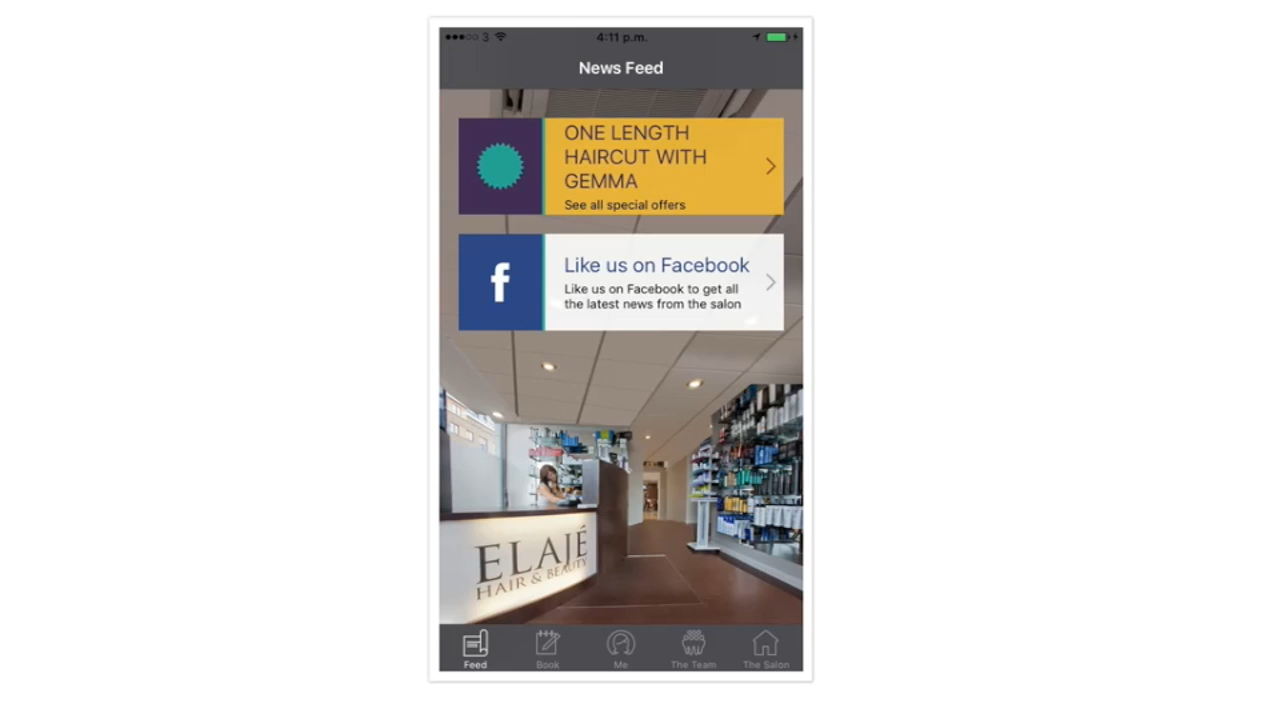 3
4:11 p.m.
News Feed
ONE LENGTH
HAIRCUT WITH
GEMMA
See all special offers
f
Like us on Facebook
Like us on Facebook to get all
the latest news from the salon
ELAJÉ
HAIR & BEAUTY
Feed
Book
Me
The Team
The Salon